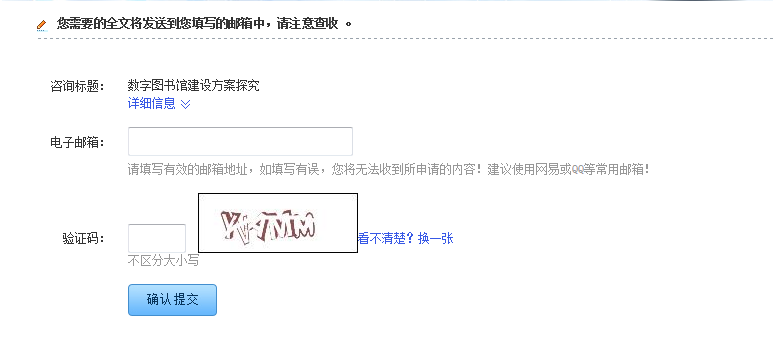 您需要的全文将发送到您填写的邮箱中，请注意查收 。
咨询标题： 数字图书馆建设方案探究
详细信息
电子邮箱：
请填写有效的邮箱地址，如填写有误，您将无法收到所申请的内容！建议使用网易或QQ等常用邮箱！
验证码： 看不清楚？换一张
不区分大小写
确认提交